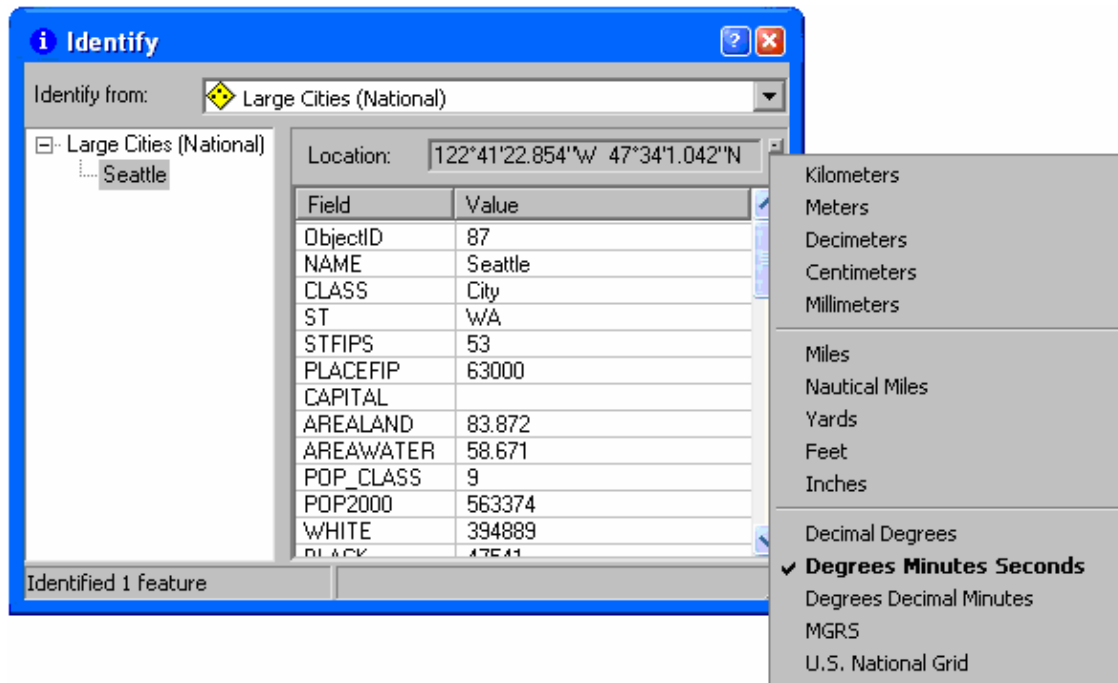 Identify
Identify from: Large Cities (National)
Large Cities (National)
Seattle
Location: 122°41'22.854"W 47°34'1.042"N
Field Value
ObjectID 87
NAME Seattle
CLASS City
ST WA
STFIPS 53
PLACEFIP 63000
CAPITAL
AREALAND 83.872
AREAWATER 58.671
POP_CLASS 9
POP2000 563374
WHITE 394889
BLACK 47541
Identified 1 feature
Kilometers
Meters
Decimeters
Centimeters
Millimeters
Miles
Nautical Miles
Yards
Feet
Inches
Decimal Degrees
Degrees Minutes Seconds
Degrees Decimal Minutes
MGRS
U.S. National Grid